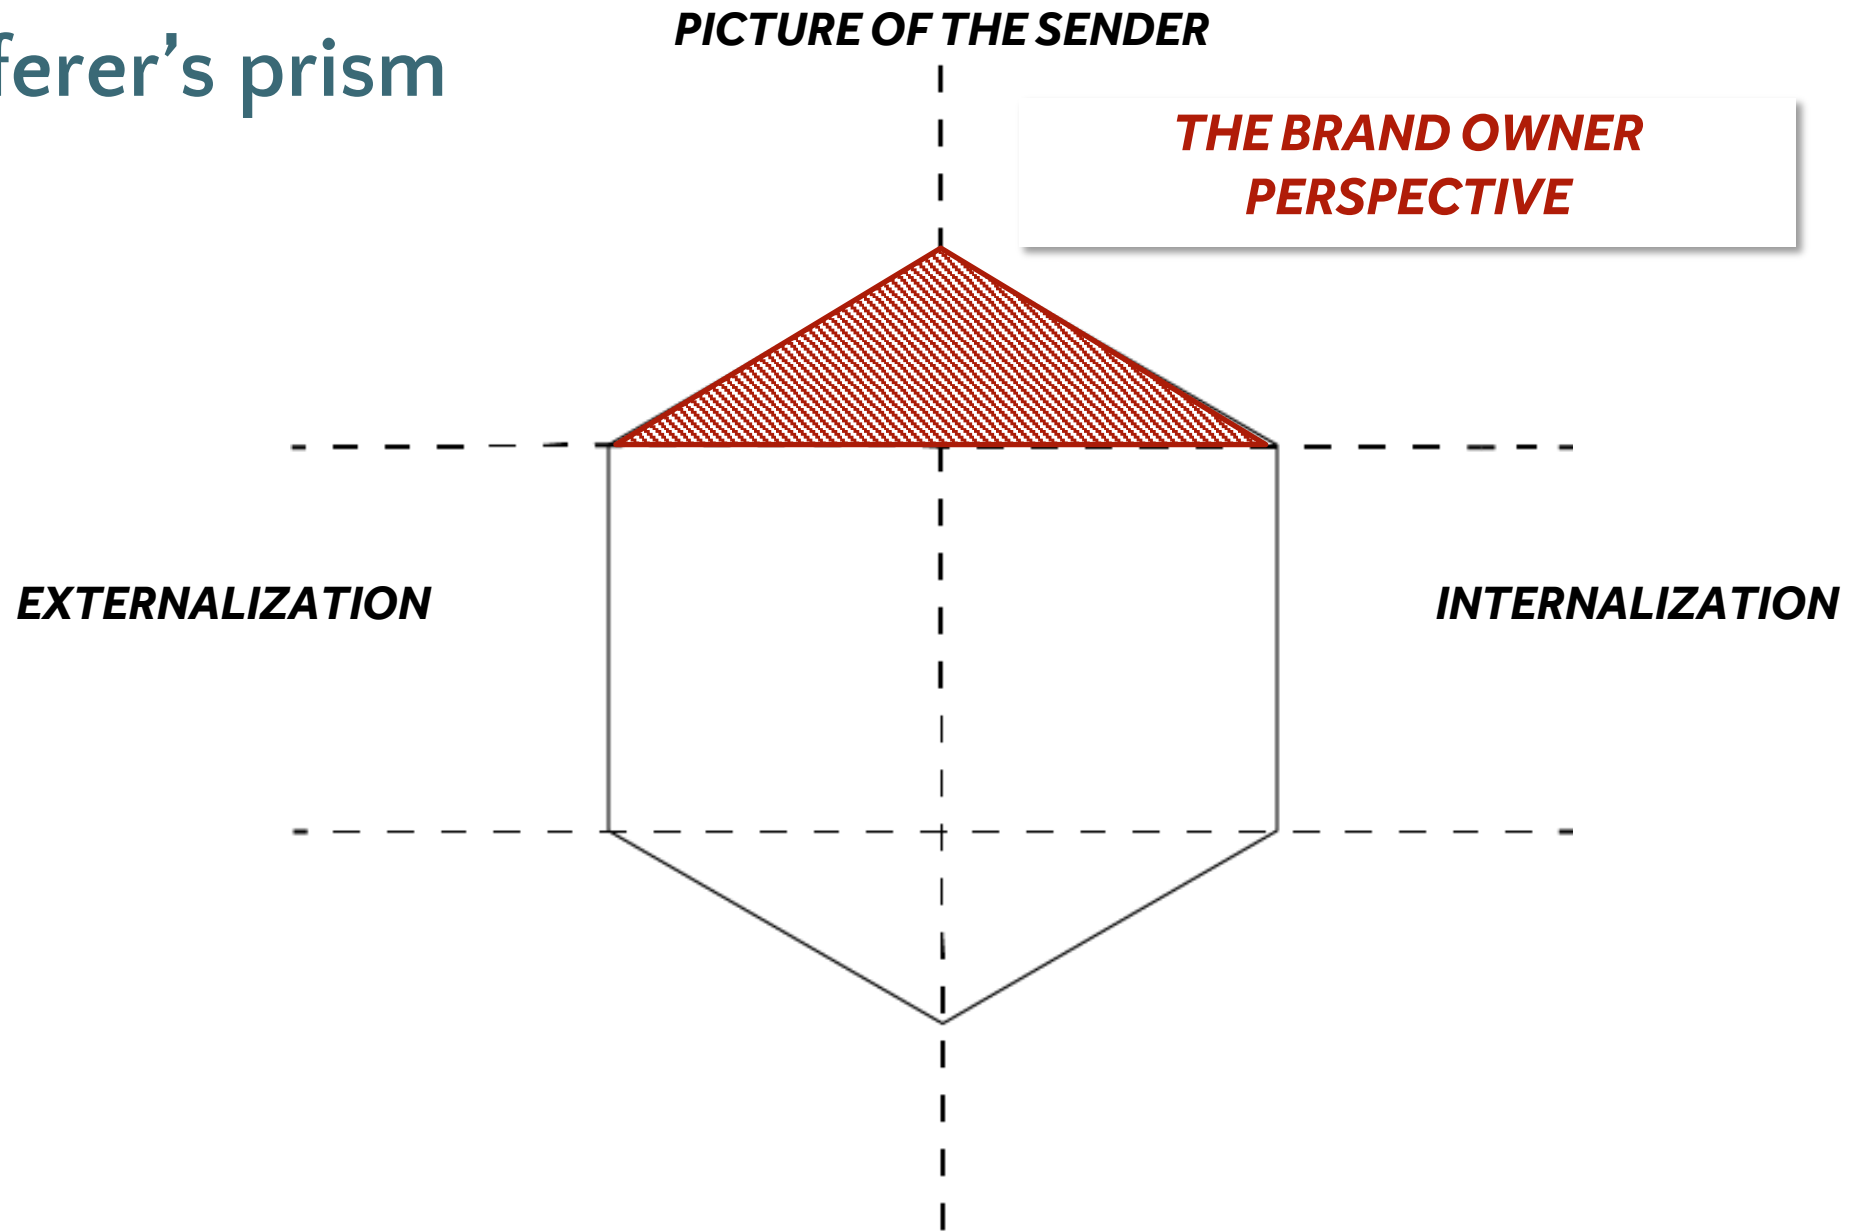 PICTURE OF THE SENDER
ferer's prism
THE BRAND OWNER
PERSPECTIVE
EXTERNALIZATION
INTERNALIZATION